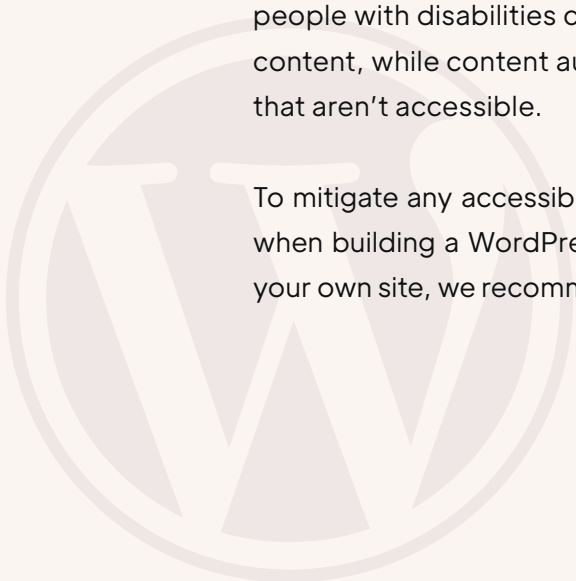 people with disabilities
content, while content
that aren’t accessible.
To mitigate any
when building a
your own site, we